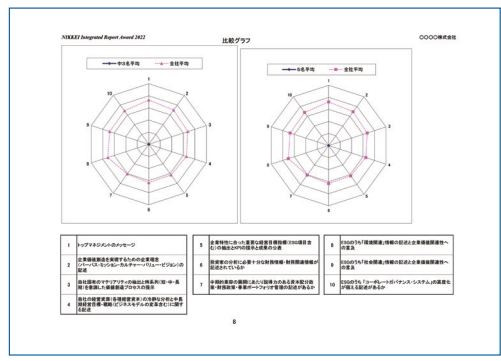 NIKKEI Integrated Report Award 2022
比較グラフ
〇〇〇〇株式会社
中3名平均 全社平均
1
2
3
4
5
6
7
8
9
10
5名平均 全社平均
1
2
3
4
5
6
7
8
9
10
1 トップマネジメントのメッセージ
2 企業価値創造を実現するための企業理念
(パーパス・ミッション・カルチャー・バリュー・ビジョン)の
記述
3 自社固有のマテリアリティの抽出と時系列(短・中・長
期)を意識した価値創造プロセスの提示
4 自社の経営資源(各種経営資本)の冷静な分析と中長
期経営目標・戦略(ビジネスモデルの変革含む)に関す
る記述
5 企業特性に合った重要な経営目標指標(ESG項目含
む)の抽出とKPIの提示と成果の分表
6 投資家の分析に必要十分な財務情報・財務関連情報が
記述されているか
7 中期的業容の展開にあたり説得力のある資本配分政
策・財務政策・事業ポートフォリオ管理の記述があるか
8 ESGのうち「環境関連」情報の記述と企業価値関連性へ
の言及
9 ESGのうち「社会関連」情報の記述と企業価値関連性へ
の言及
10 ESGのうち「コーポレートガバナンス・システム」の実効化
が窺える記述があるか
8